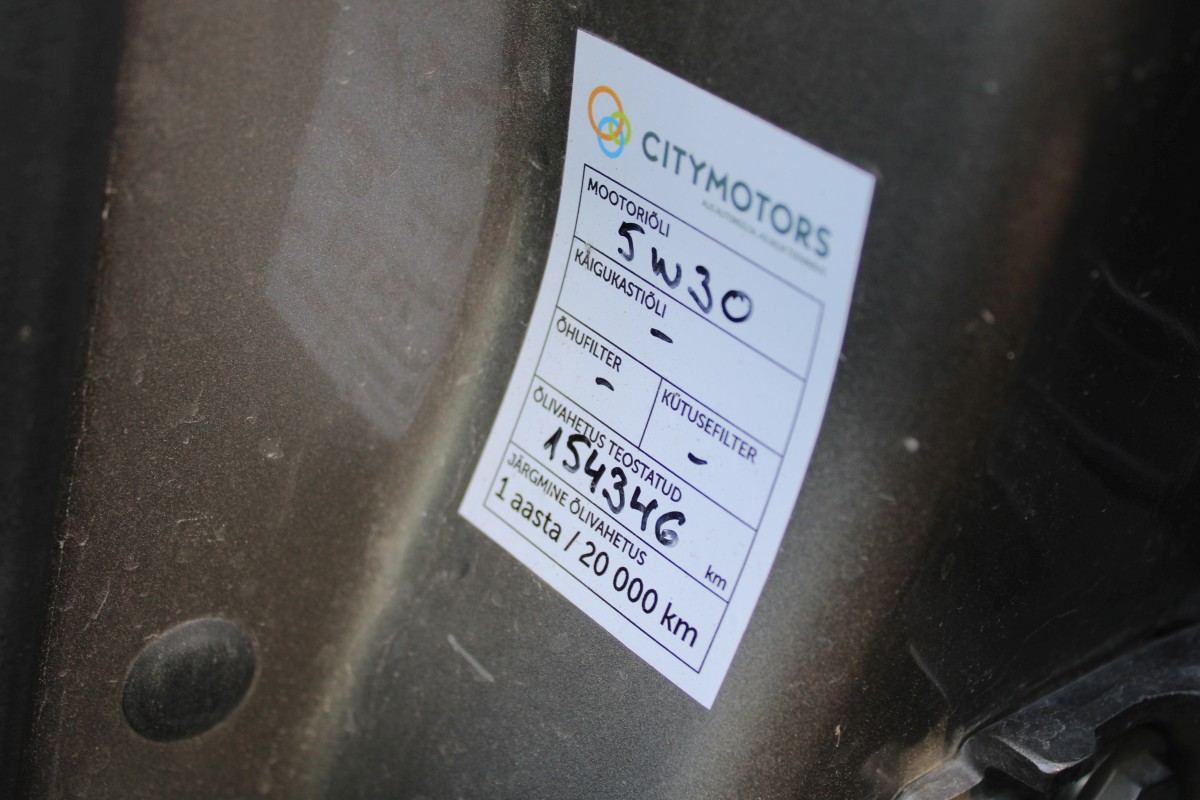 CITYMOTORS
MOOTORIÕLI
5W30
KÄIGUKASTIÕLI
-
ÕHUFILTER
-
KÜTUSEFILTER
-
ÕLIVAHETUS TEOSTATUD
154346
km
JÄRGMINE ÕLIVAHETUS
1 aasta / 20 000 km